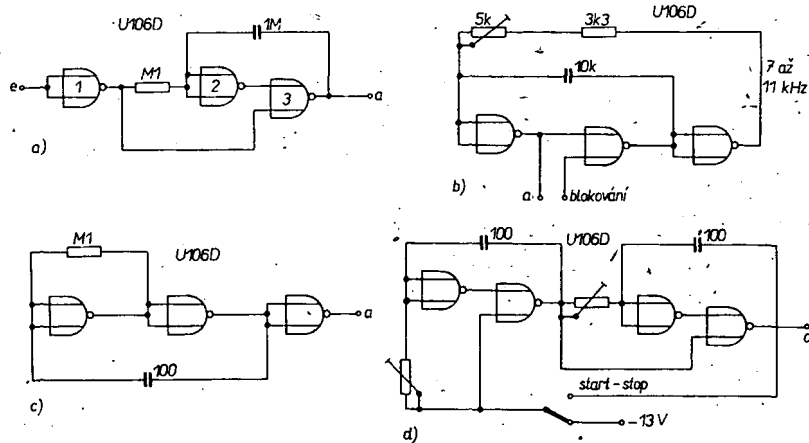 U106D
1M
e
1
M1
2
3
a
a)
U106D
5k
3k3
10k
7 až
11 kHz
a
blokování
b)
M1
U106D
a
100
c)
100
U106D
100
a
start-stop
-13V
d)